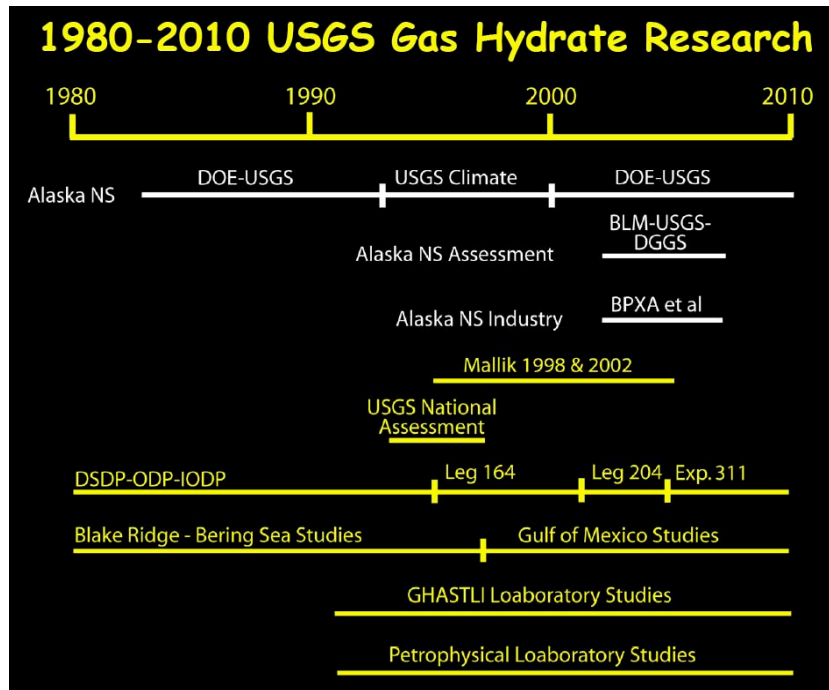 1980-2010 USGS Gas Hydrate Research
1980 1990 2000 2010
DOE-USGS USGS Climate DOE-USGS
Alaska NS
BLM-USGS-
DGGS
Alaska NS Assessment
BPXA et al
Alaska NS Industry
Mallik 1998 & 2002
USGS National
Assessment
DSDP-ODP-IODP Leg 164 Leg 204 Exp. 311
Blake Ridge - Bering Sea Studies Gulf of Mexico Studies
GHASTLI Loaboratory Studies
Petrophysical Loaboratory Studies